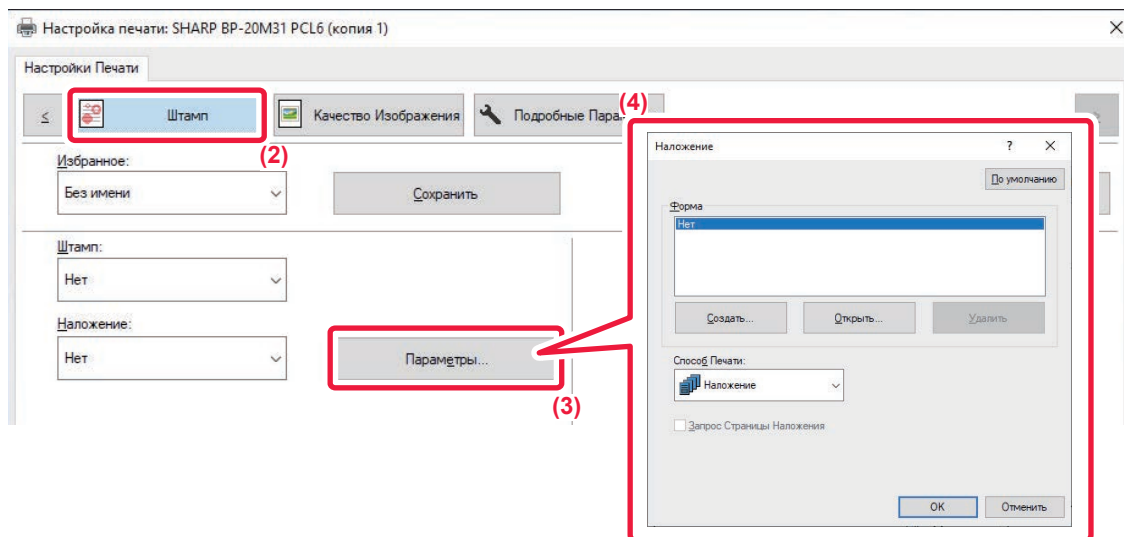 Настройка печати: SHARP BP-20M31 PCL6 (копия 1)
Настройки Печати
≤
Штамп
Качество Изображения
Подробные
(4)
(2)
Избранное:
Без имени
Сохранить
Штамп:
Нет
Наложение:
Нет
Параметры...
(3)
Наложение
?
По умолчанию
Форма
Нет
Создать...
Открыть...
Удалить
Способ Печати:
Наложение
Запрос Страницы Наложения
OK
Отменить